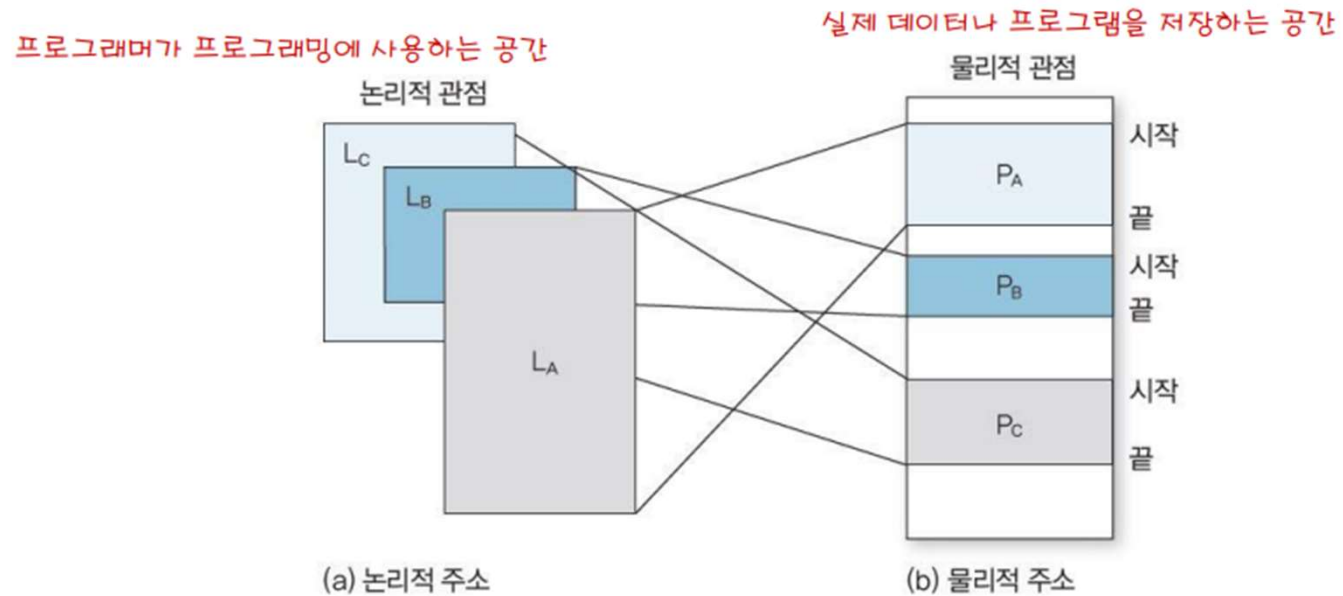 프로그래머가 프로그래밍에 사용하는 공간
실제 데이터나 프로그램을 저장하는 공간
논리적 관점
물리적 관점
LC
LB
LA
PA
시작
끝
PB
시작
끝
PC
시작
끝
(a) 논리적 주소
(b) 물리적 주소